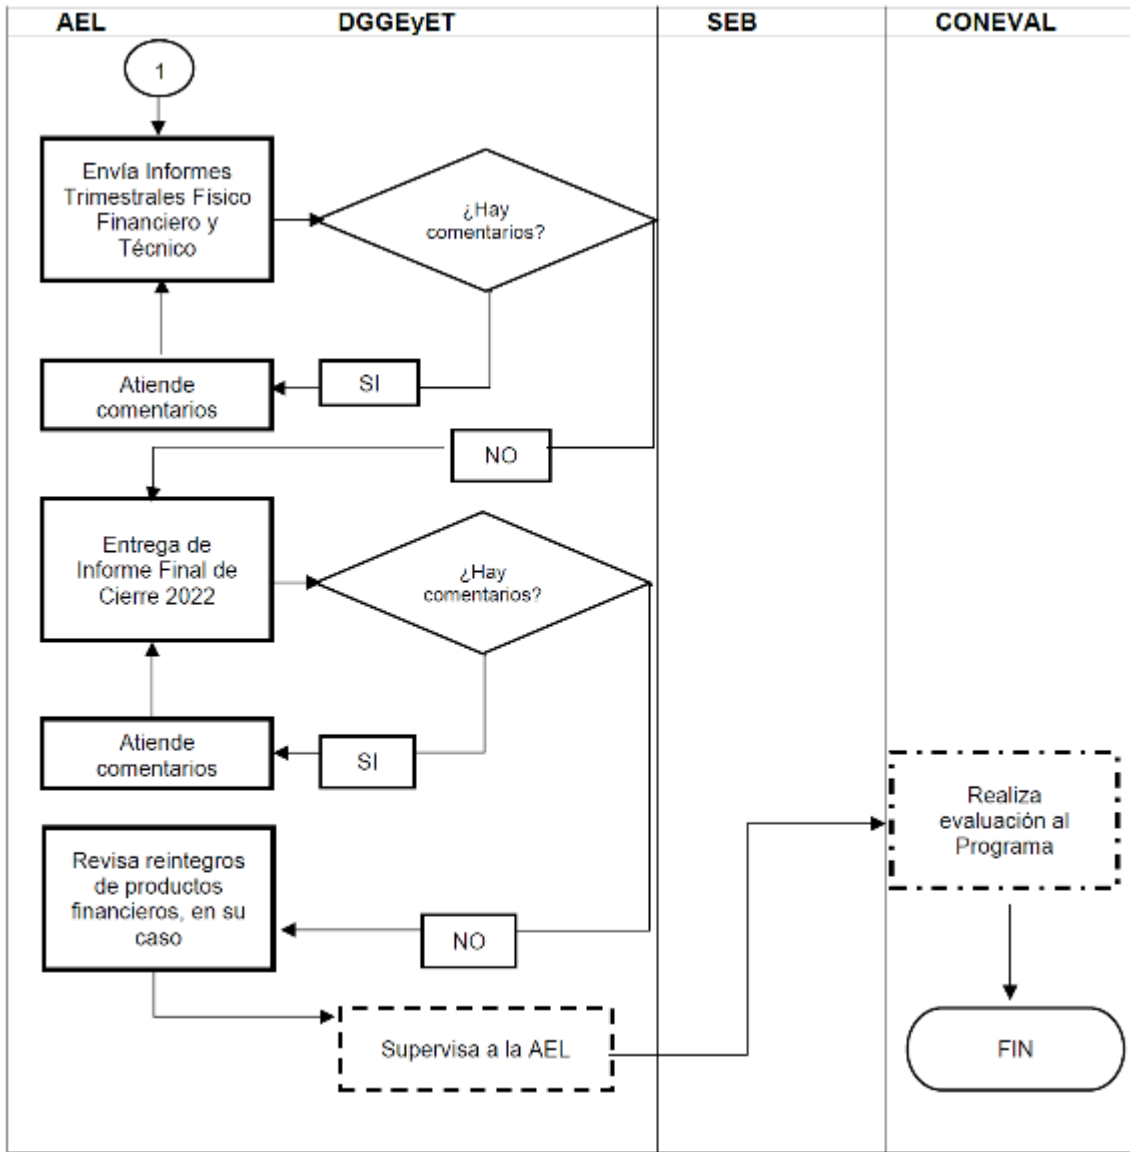 AEL DGGEyET SEB CONEVAL
1
Envía Informes
Trimestrales Físico
Financiero y
Técnico
¿Hay
comentarios?
Atiende
comentarios
SI
NO
Entrega de
Informe Final de
Cierre 2022
¿Hay
comentarios?
Atiende
comentarios
SI
Realiza
evaluación al
Programa
Revisa reintegros
de productos
financieros, en su
caso
NO
Supervisa a la AEL
FIN